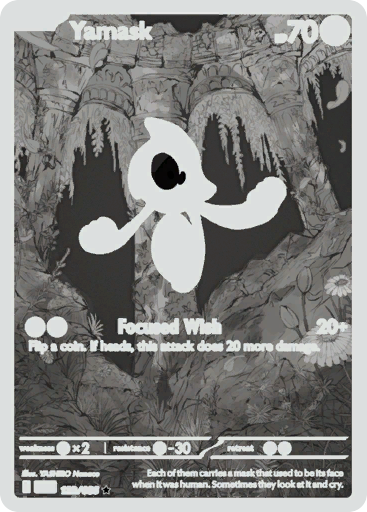 Yamask HP70
Focused Wish 20+
Flip a coin. If heads, this attack does 20 more damage.
weakness ×2 resistance -30 retreat
Illus.
Each of them carries a mask that used to be its face
when it was human. Sometimes they look at it and cry.